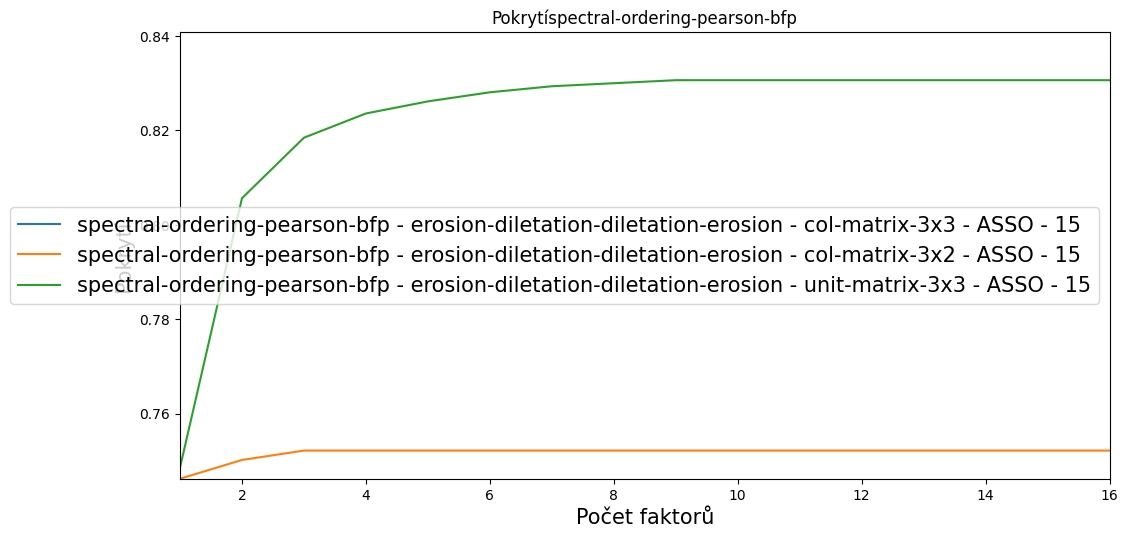 Pokrytíspectral-ordering-pearson-bfp
0.84
0.82
spectral-ordering-pearson-bfp - erosion-diletation-diletation-erosion - col-matrix-3x3 - ASSO - 15
spectral-ordering-pearson-bfp - erosion-diletation-diletation-erosion - col-matrix-3x2 - ASSO - 15
spectral-ordering-pearson-bfp - erosion-diletation-diletation-erosion - unit-matrix-3x3 - ASSO - 15
0.78
0.76
2 4 6 8 10 12 14 16
Počet faktorů